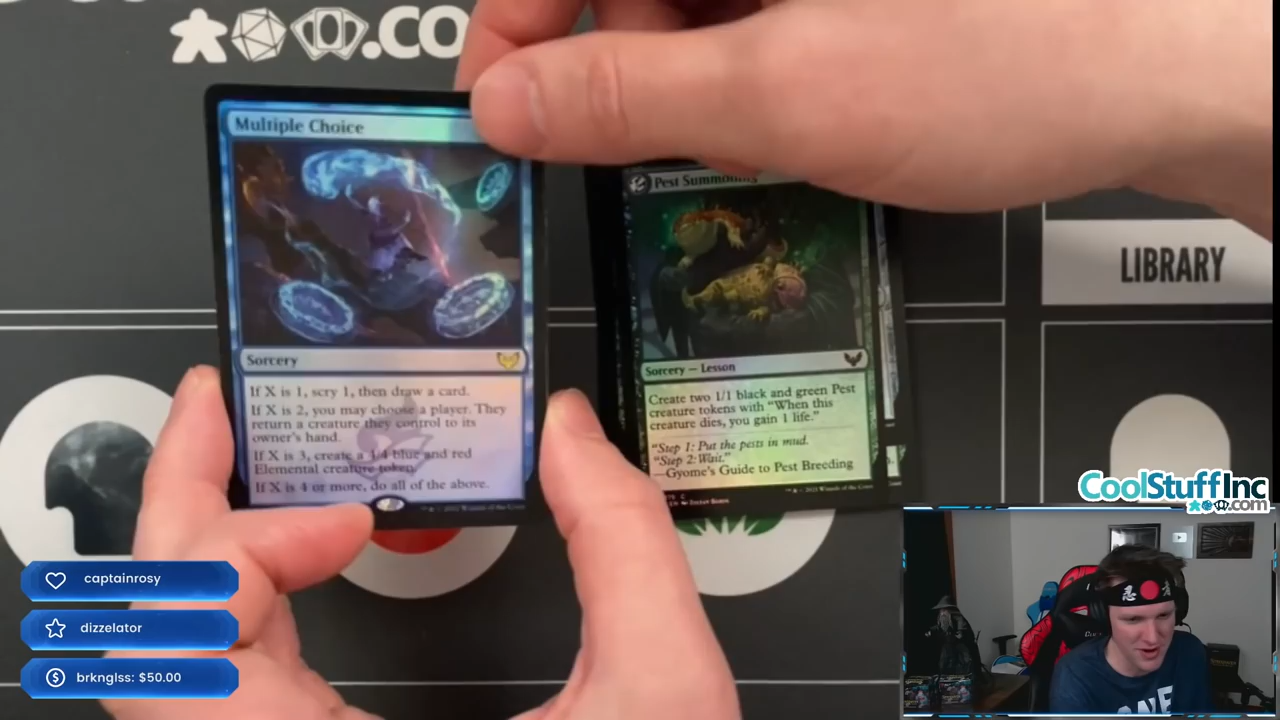 .CO
Multiple Choice
Sorcery
If X is 1, scry 1, then draw a card.
If X is 2, you may choose a player. They
return a creature they control to its
owner's hand.
If X is 3, create a 4/4 blue and red
Elemental creature token.
If X is 4 or more, do all of the above.
Pest Summoning
Sorcery — Lesson
Create two 1/1 black and green Pest
creature tokens with "When this
creature dies, you gain 1 life."
"Step 1: Put the pests in mud.
"Step 2: Wait."
—Gyome's Guide to Pest Breeding
LIBRARY
CoolStuffInc
.com
忍 者
captainrosy
dizzelator
brknglss: $50.00